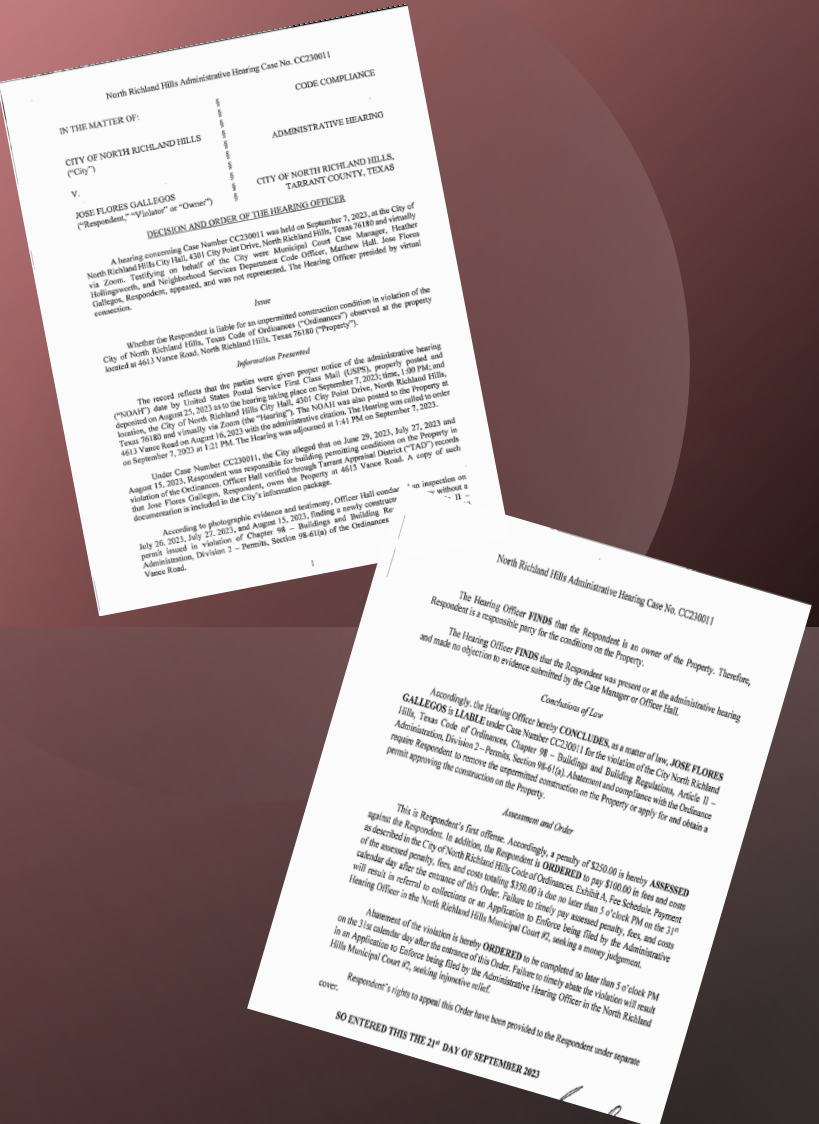 North Richland Hills Administrative Hearing Case No. CC230011
IN THE MATTER OF:
CITY OF NORTH RICHLAND HILLS
("City")
V.
JOSE FLORES GALLEGOS
("Respondent," "Violator" or "Owner")
§
§
§
§
§
§
§
§
§
§
CODE COMPLIANCE
ADMINISTRATIVE HEARING
CITY OF NORTH RICHLAND HILLS,
TARRANT COUNTY, TEXAS
DECISION AND ORDER OF THE HEARING OFFICER
A hearing concerning Case Number CC230011 was held on September 7, 2023, at the City of
North Richland Hills City Hall, 4301 City Point Drive, North Richland Hills, Texas 76180 and virtually
via Zoom. Testifying on behalf of the City were Municipal Court Case Manager, Heather
Hollingsworth, and Neighborhood Services Department Code Officer, Matthew Hall. Jose Flores
Gallegos, Respondent, appeared, and was not represented. The Hearing Officer presided by virtual
connection.
Issue
Whether the Respondent is liable for an unpermitted construction condition in violation of the
City of North Richland Hills, Texas Code of Ordinances ("Ordinances") observed at the property
located at 4613 Vance Road, North Richland Hills, Texas 76180 ("Property").
Information Presented
The record reflects that the parties were given proper notice of the administrative hearing
("NOAH") date by United States Postal Service First Class Mail (USPS), properly posted and
deposited on August 25, 2023 as to the hearing taking place on September 7, 2023; time, 1:00 PM; and
location, the City of North Richland Hills City Hall, 4301 City Point Drive, North Richland Hills,
Texas 76180 and virtually via Zoom (the "Hearing"). The NOAH was also posted to the Property at
4613 Vance Road on August 16, 2023 with the administrative citation. The Hearing was called to order
on September 7, 2023 at 1:21 PM. The Hearing was adjourned at 1:41 PM on September 7, 2023.
Under Case Number CC230011, the City alleged that on June 29, 2023, July 27, 2023 and
August 15, 2023, Respondent was responsible for building permitting conditions on the Property in
violation of the Ordinances. Officer Hall verified through Tarrant Appraisal District ("TAD") records
that Jose Flores Gallegos, Respondent, owns the Property at 4613 Vance Road. A copy of such
documentation is included in the City's information package.
According to photographic evidence and testimony, Officer Hall an inspection on
July 26, 2023, July 27, 2023, and August 15, 2023, finding a newly without a
permit issued in violation of Chapter 98 – Buildings and Building II –
Administration, Division 2 – Permits, Section 98-61(a) of the Ordinances
Vance Road.
1
North Richland Hills Administrative Hearing Case No. CC230011
The Hearing Officer FINDS that the Respondent is an owner of the Property. Therefore,
Respondent is a responsible party for the conditions on the Property.
The Hearing Officer FINDS that the Respondent was present or at the administrative hearing
and made no objection to evidence submitted by the Case Manager or Officer Hall.
Conclusions of Law
Accordingly, the Hearing Officer hereby CONCLUDES, as a matter of law, JOSE FLORES
GALLEGOS is LIABLE under Case Number CC230011 for the violation of the City North Richland
Hills, Texas Code of Ordinances, Chapter 98 – Buildings and Building Regulations, Article II –
Administration, Division 2 – Permits, Section 98-61(a). Abatement and compliance with the Ordinance
require Respondent to remove the unpermitted construction on the Property or apply for and obtain a
permit approving the construction on the Property.
Assessment and Order
This is Respondent's first offense. Accordingly, a penalty of $250.00 is hereby ASSESSED
against the Respondent. In addition, the Respondent is ORDERED to pay $100.00 in fees and costs
as described in the City of North Richland Hills Code of Ordinances, Exhibit A, Fee Schedule. Payment
of the assessed penalty, fees, and costs totaling $350.00 is due no later than 5 o'clock PM on the 31st
calendar day after the entrance of this Order. Failure to timely pay assessed penalty, fees, and costs
will result in referral to collections or an Application to Enforce being filed by the Administrative
Hearing Officer in the North Richland Hills Municipal Court #2, seeking a money judgement.
Abatement of the violation is hereby ORDERED to be completed no later than 5 o'clock PM
on the 31st calendar day after the entrance of this Order. Failure to timely abate the violation will result
in an Application to Enforce being filed by the Administrative Hearing Officer in the North Richland
Hills Municipal Court #2, seeking injunctive relief.
Respondent's rights to appeal this Order have been provided to the Respondent under separate
cover.
SO ENTERED THIS THE 21st DAY OF SEPTEMBER 2023